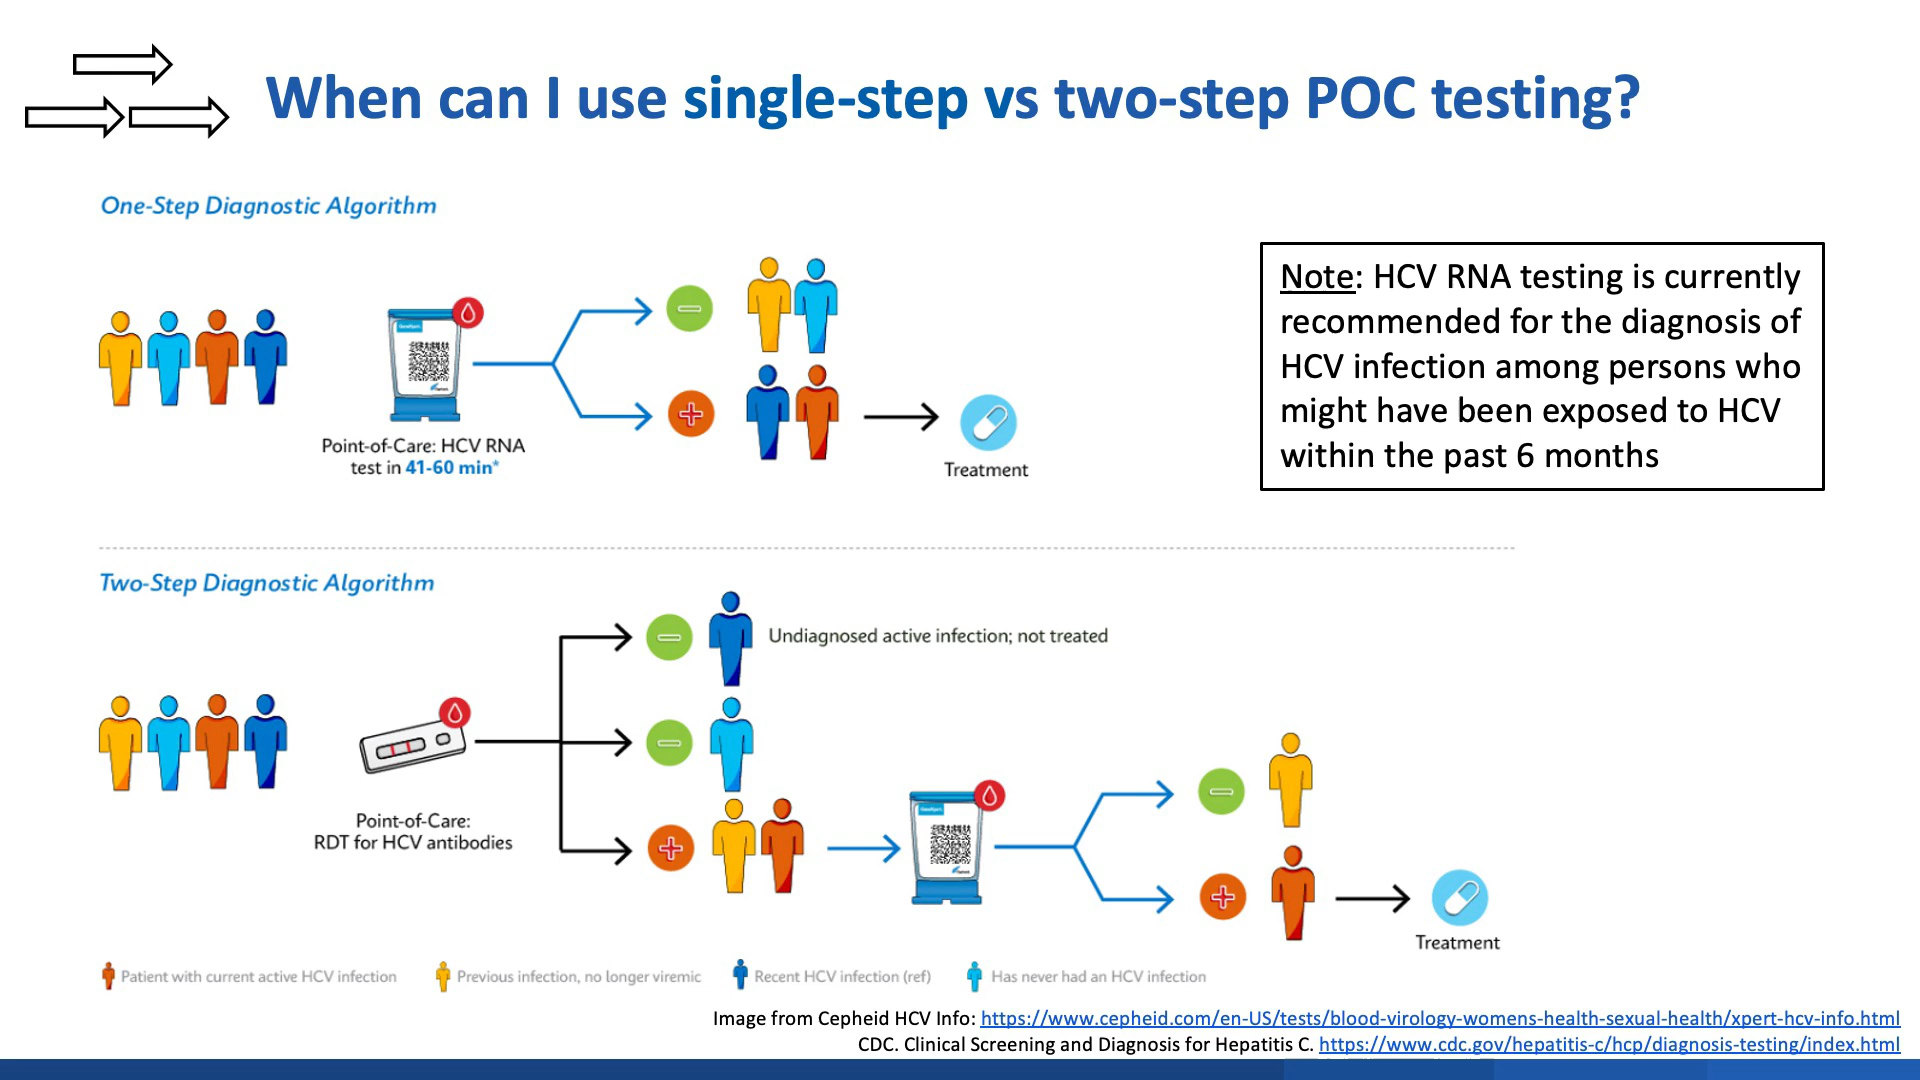 When can I use single-step vs two-step POC testing?
One-Step Diagnostic Algorithm
Point-of-Care: HCV RNA
test in 41-60 min*
Treatment
Note: HCV RNA testing is currently
recommended for the diagnosis of
HCV infection among persons who
might have been exposed to HCV
within the past 6 months
Two-Step Diagnostic Algorithm
Undiagnosed active infection; not treated
Point-of-Care:
RDT for HCV antibodies
Treatment
Patient with current active HCV infection
Previous infection, no longer viremic
Recent HCV infection (ref)
Has never had an HCV infection
Image from Cepheid HCV Info: https://www.cepheid.com/en-US/tests/blood-virology-womens-health-sexual-health/xpert-hcv-info.html
CDC. Clinical Screening and Diagnosis for Hepatitis C. https://www.cdc.gov/hepatitis-c/hcp/diagnosis-testing/index.html